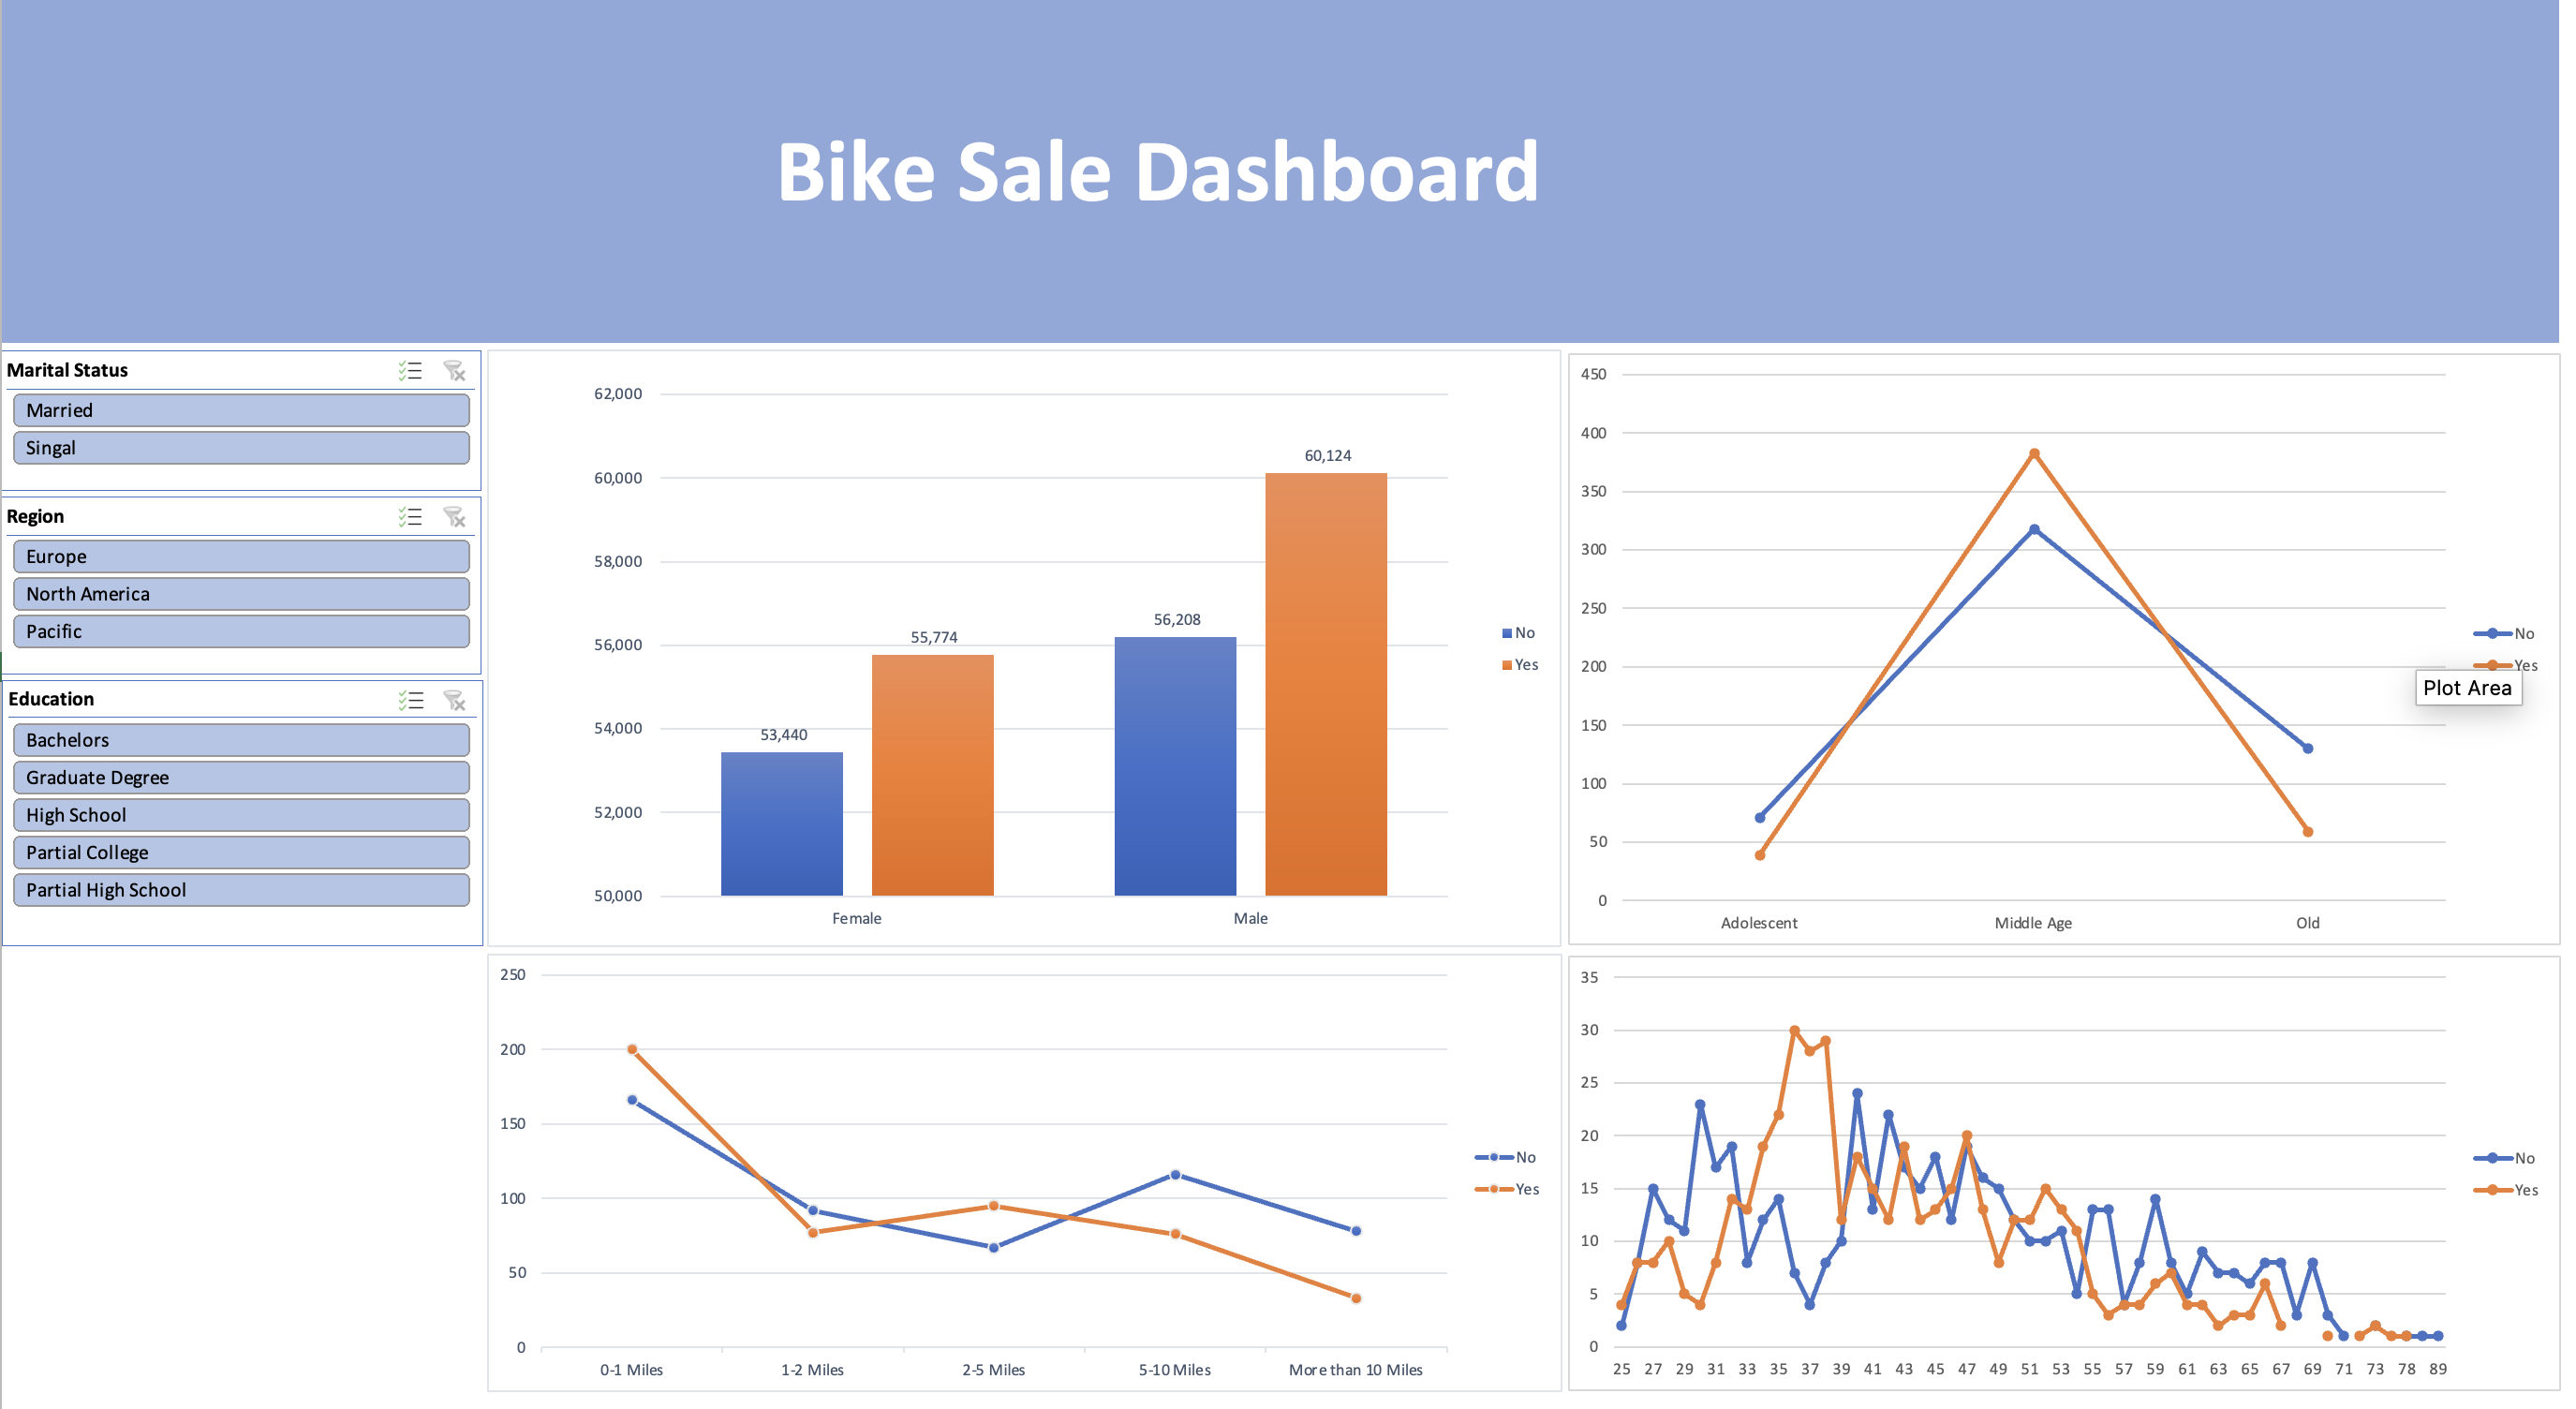 Bike Sale Dashboard
Marital Status
Married
Singal
Region
Europe
North America
Pacific
Education
Bachelors
Graduate Degree
High School
Partial College
Partial High School
62,000
60,000
58,000
56,000
54,000
52,000
50,000
53,440
55,774
56,208
60,124
Female Male
No
Yes
450
400
350
300
250
200
150
100
50
0
Adolescent Middle Age Old
No
Yes
Plot Area
250
200
150
100
50
0
0-1 Miles 1-2 Miles 2-5 Miles 5-10 Miles More than 10 Miles
No
Yes
35
30
25
20
15
10
5
0
25 27 29 31 33 35 37 39 41 43 45 47 49 51 53 55 57 59 61 63 65 67 69 71 73 78 89
No
Yes